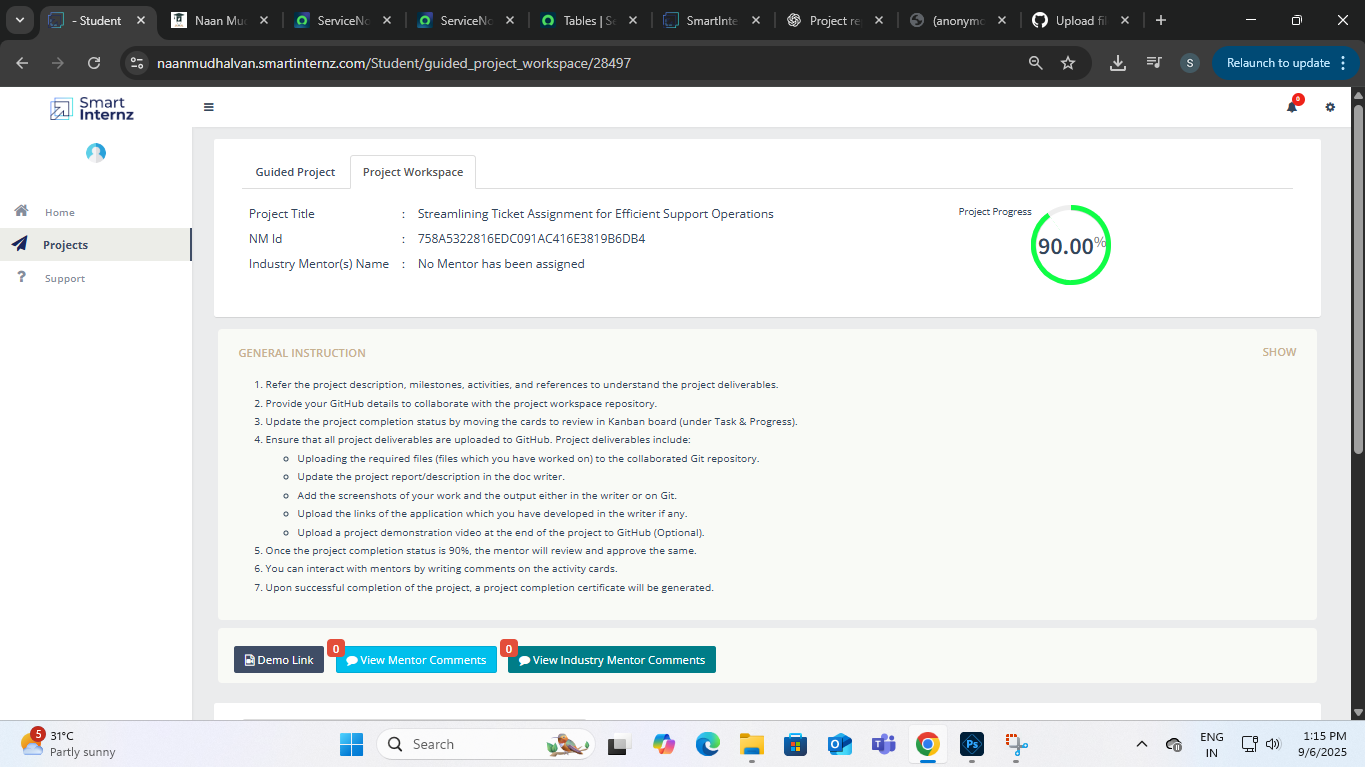 - Student
Naan Mud
ServiceNo
ServiceNo
Tables | Se
SmartInte
Project re
(anonymo
Upload fil
naanmudhalvan.smartinternz.com/Student/guided_project_workspace/28497
S
Relaunch to update
Smart
Internz
0
Home
Projects
Support
Guided Project
Project Workspace
Project Title : Streamlining Ticket Assignment for Efficient Support Operations
NM Id : 758A5322816EDC091AC416E3819B6DB4
Industry Mentor(s) Name : No Mentor has been assigned
Project Progress
90.00%
GENERAL INSTRUCTION
SHOW
1. Refer the project description, milestones, activities, and references to understand the project deliverables.
2. Provide your GitHub details to collaborate with the project workspace repository.
3. Update the project completion status by moving the cards to review in Kanban board (under Task & Progress).
4. Ensure that all project deliverables are uploaded to GitHub. Project deliverables include:
Uploading the required files (files which you have worked on) to the collaborated Git repository.
Update the project report/description in the doc writer.
Add the screenshots of your work and the output either in the writer or on Git.
Upload the links of the application which you have developed in the writer if any.
Upload a project demonstration video at the end of the project to GitHub (Optional).
5. Once the project completion status is 90%, the mentor will review and approve the same.
6. You can interact with mentors by writing comments on the activity cards.
7. Upon successful completion of the project, a project completion certificate will be generated.
Demo Link
0
View Mentor Comments
0
View Industry Mentor Comments
5
31°C
Partly sunny
Search
Ps
ENG
IN
1:15 PM
9/6/2025